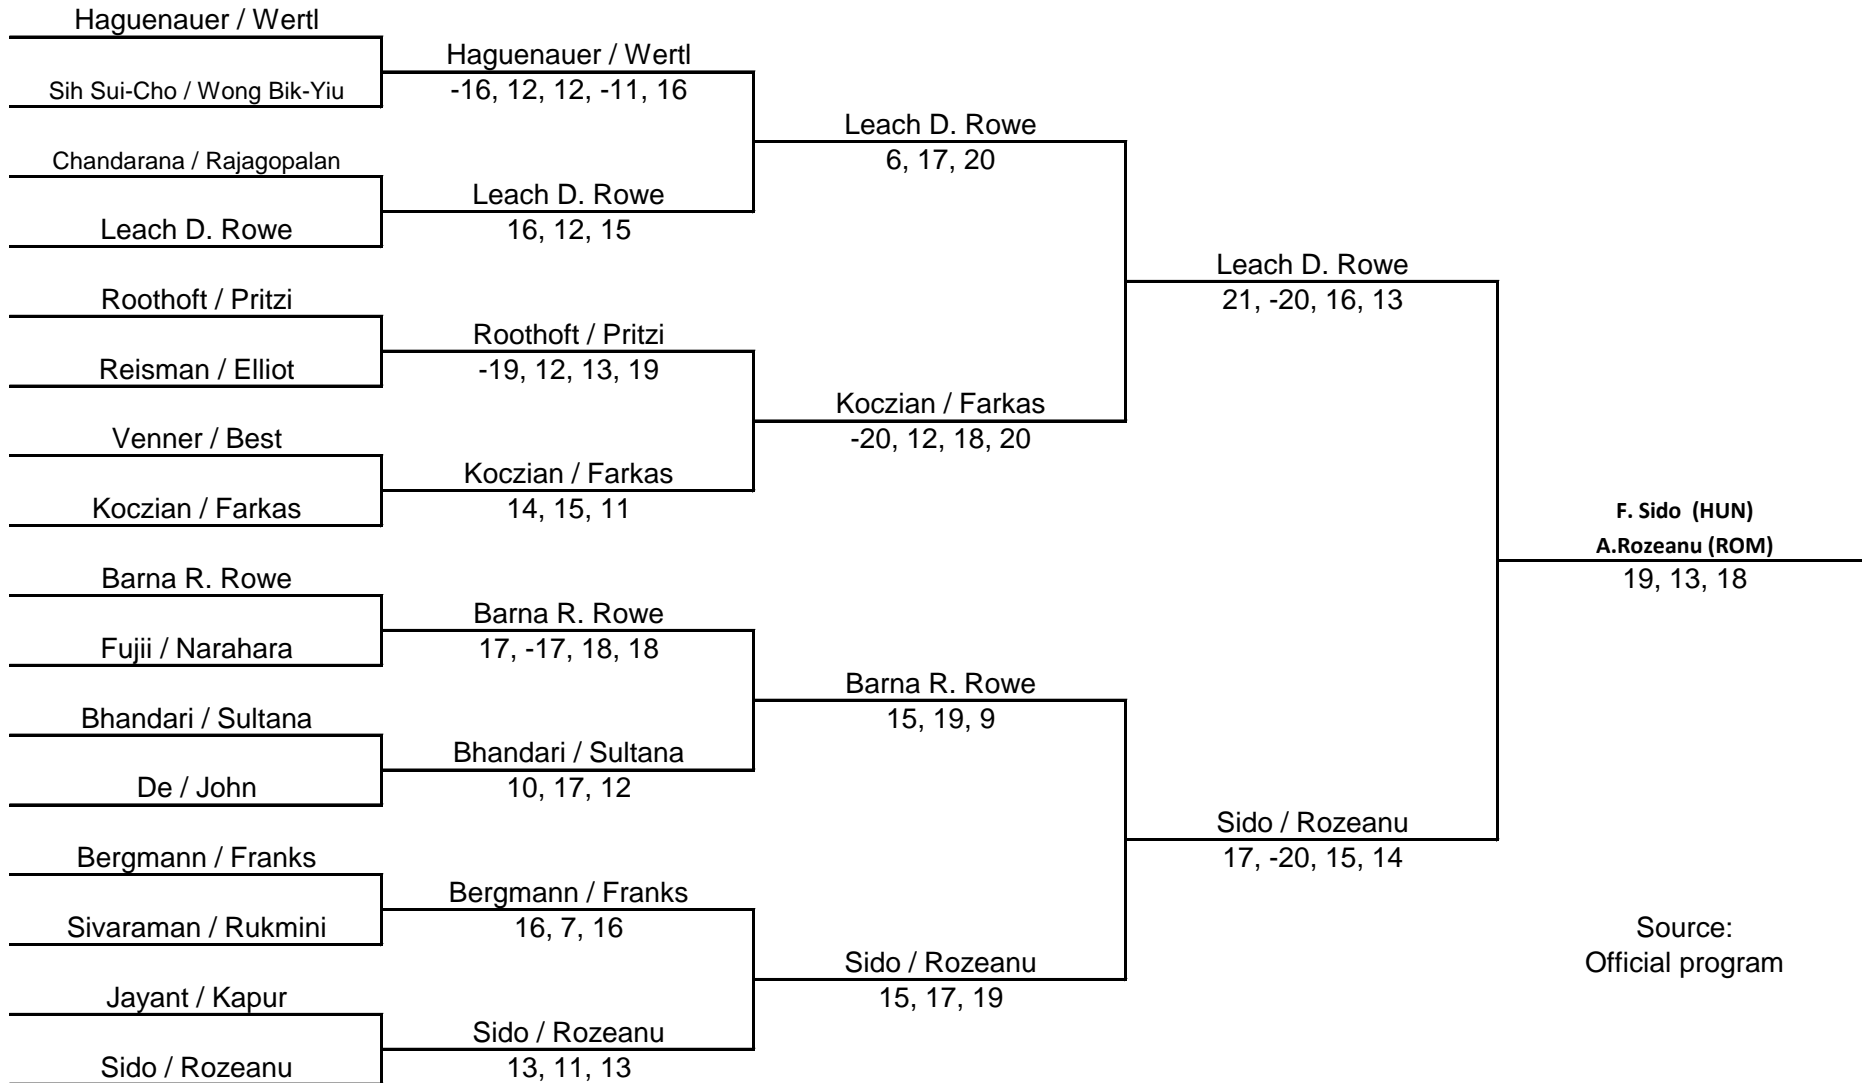 Haguenauer / Wertl
Sih Sui-Cho / Wong Bik-Yiu
Chandarana / Rajagopalan
Leach D. Rowe
Roothoft / Pritzi
Reisman / Elliot
Venner / Best
Koczian / Farkas
Barna R. Rowe
Fujii / Narahara
Bhandari / Sultana
De / John
Bergmann / Franks
Sivaraman / Rukmini
Jayant / Kapur
Sido / Rozeanu
Haguenauer / Wertl
-16, 12, 12, -11, 16
Leach D. Rowe
16, 12, 15
Roothoft / Pritzi
-19, 12, 13, 19
Koczian / Farkas
14, 15, 11
Barna R. Rowe
17, -17, 18, 18
Bhandari / Sultana
10, 17, 12
Bergmann / Franks
16, 7, 16
Sido / Rozeanu
13, 11, 13
Leach D. Rowe
6, 17, 20
Koczian / Farkas
-20, 12, 18, 20
Barna R. Rowe
15, 19, 9
Sido / Rozeanu
15, 17, 19
Leach D. Rowe
21, -20, 16, 13
Sido / Rozeanu
17, -20, 15, 14
F. Sido (HUN)
A.Rozeanu (ROM)
19, 13, 18
Source:
Official program